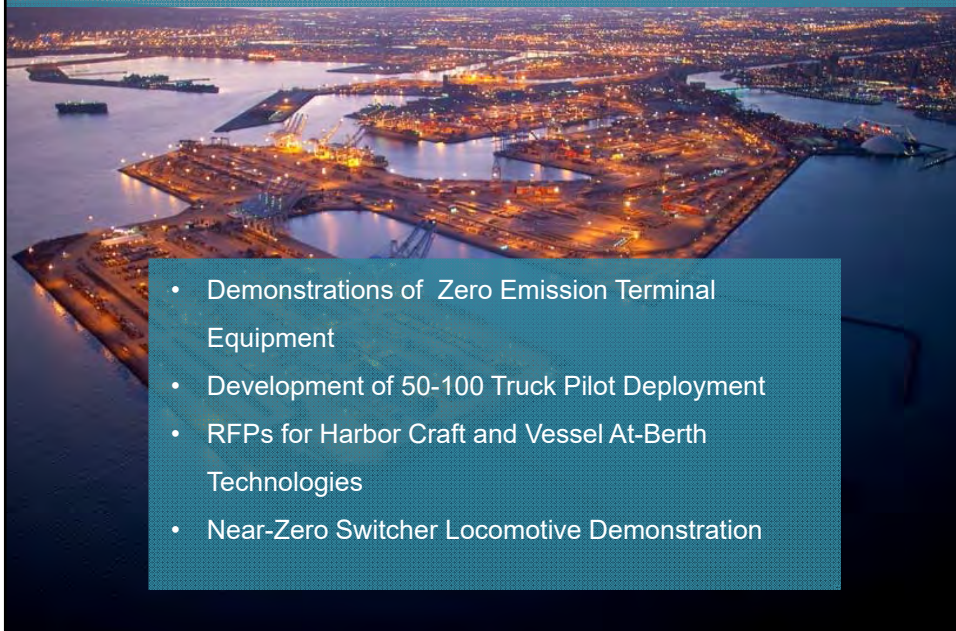 • Demonstrations of Zero Emission Terminal
Equipment
• Development of 50-100 Truck Pilot Deployment
• RFPs for Harbor Craft and Vessel At-Berth
Technologies
• Near-Zero Switcher Locomotive Demonstration